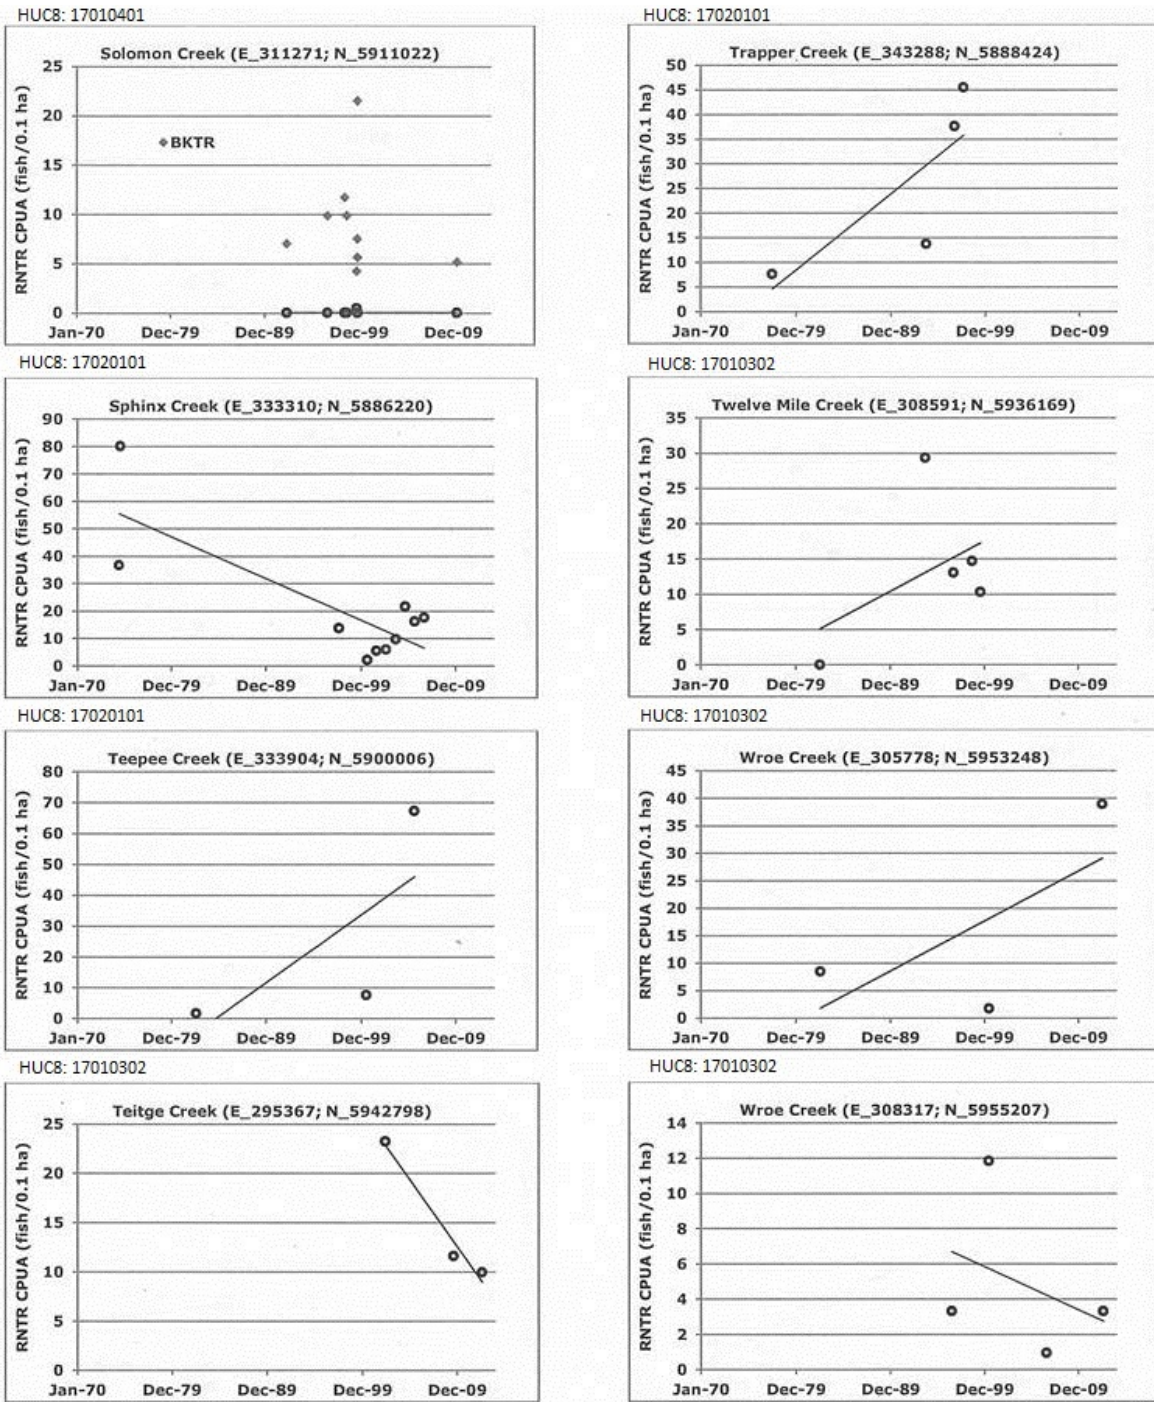 HUC8: 17010401
Solomon Creek (E_311271; N_5911022)
RNTR CPUA (fish/0.1 ha)
25
20
15
10
5
0
BKTR
Jan-70 Dec-79 Dec-89 Dec-99 Dec-09
HUC8: 17020101
Trapper Creek (E_343288; N_5888424)
RNTR CPUA (fish/0.1 ha)
50
45
40
35
30
25
20
15
10
5
0
Jan-70 Dec-79 Dec-89 Dec-99 Dec-09
HUC8: 17020101
Sphinx Creek (E_333310; N_5886220)
RNTR CPUA (fish/0.1 ha)
90
80
70
60
50
40
30
20
10
0
Jan-70 Dec-79 Dec-89 Dec-99 Dec-09
HUC8: 17010302
Twelve Mile Creek (E_308591; N_5936169)
RNTR CPUA (fish/0.1 ha)
35
30
25
20
15
10
5
0
Jan-70 Dec-79 Dec-89 Dec-99 Dec-09
HUC8: 17020101
Teepee Creek (E_333904; N_5900006)
RNTR CPUA (fish/0.1 ha)
80
70
60
50
40
30
20
10
0
Jan-70 Dec-79 Dec-89 Dec-99 Dec-09
HUC8: 17010302
Wroe Creek (E_305778; N_5953248)
RNTR CPUA (fish/0.1 ha)
45
40
35
30
25
20
15
10
5
0
Jan-70 Dec-79 Dec-89 Dec-99 Dec-09
HUC8: 17010302
Teitge Creek (E_295367; N_5942798)
RNTR CPUA (fish/0.1 ha)
25
20
15
10
5
0
Jan-70 Dec-79 Dec-89 Dec-99 Dec-09
HUC8: 17010302
Wroe Creek (E_308317; N_5955207)
RNTR CPUA (fish/0.1 ha)
14
12
10
8
6
4
2
0
Jan-70 Dec-79 Dec-89 Dec-99 Dec-09